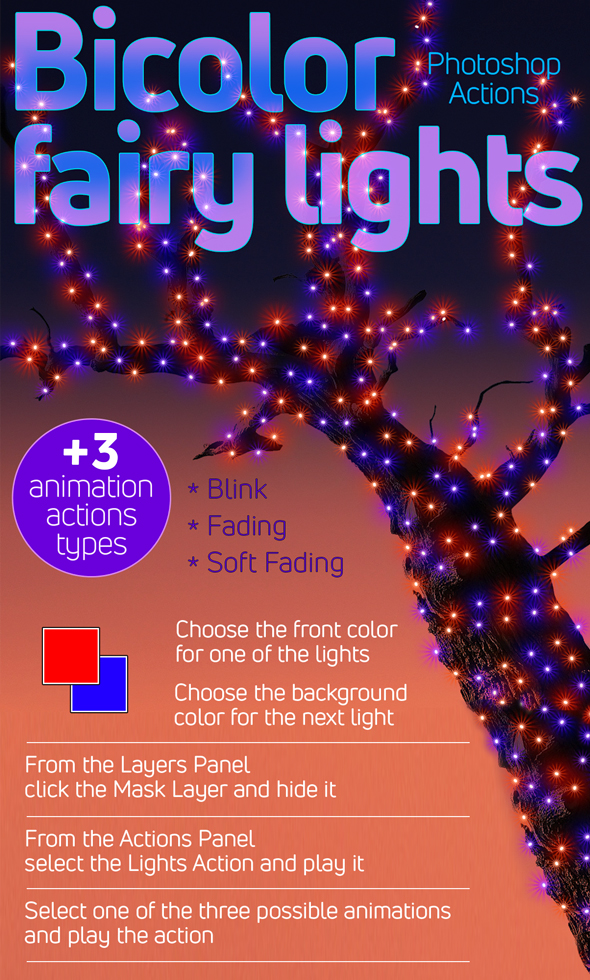 Bicolor
fairy lights
Photoshop
Actions
+3
animation
actions
types
* Blink
* Fading
* Soft Fading
Choose the front color
for one of the lights
Choose the background
color for the next light
From the Layers Panel
click the Mask Layer and hide it
From the Actions Panel
select the Lights Action and play it
Select one of the three possible animations
and play the action